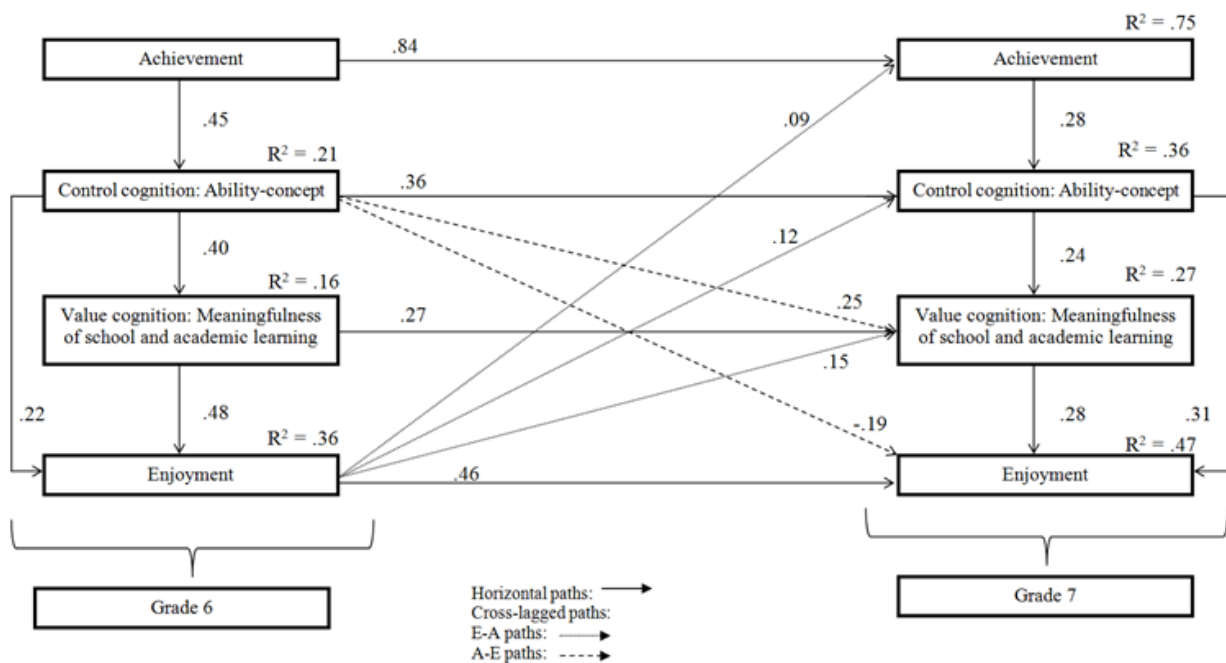 R² = .75
Achievement
.84
Achievement
.45
.09
.28
R² = .21
R² = .36
Control cognition: Ability-concept
.36
Control cognition: Ability-concept
.40
.12
.24
R² = .16
R² = .27
Value cognition: Meaningfulness
of school and academic learning
.27
.25
Value cognition: Meaningfulness
of school and academic learning
.15
.22
.48
-.19
.28
.31
R² = .36
R² = .47
Enjoyment
.46
Enjoyment
Grade 6
Grade 7
Horizontal paths:
Cross-lagged paths:
E-A paths:
A-E paths: